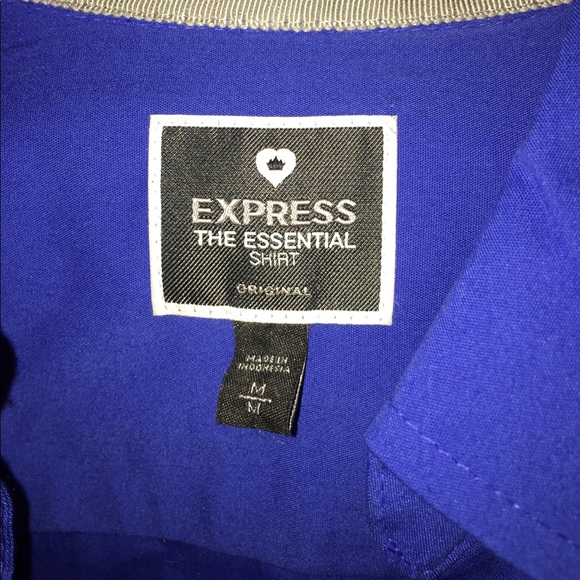 EXPRESS
THE ESSENTIAL
SHIRT
ORIGINAL
MADE IN
INDONESIA
M
M